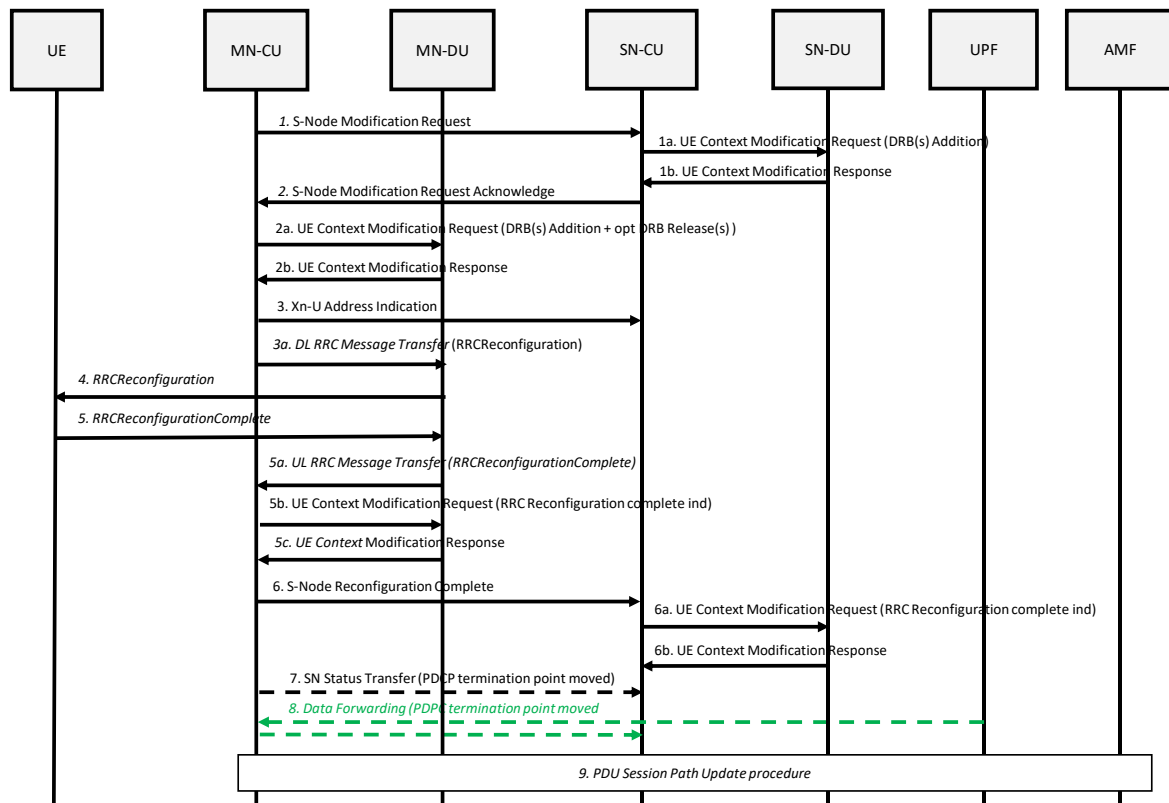 UE MN-CU MN-DU SN-CU SN-DU UPF AMF
1. S-Node Modification Request
1a. UE Context Modification Request (DRB(s) Addition)
1b. UE Context Modification Response
2. S-Node Modification Request Acknowledge
2a. UE Context Modification Request (DRB(s) Addition + opt DRB Release(s) )
2b. UE Context Modification Response
3. Xn-U Address Indication
3a. DL RRC Message Transfer (RRCReconfiguration)
4. RRCReconfiguration
5. RRCReconfigurationComplete
5a. UL RRC Message Transfer (RRCReconfigurationComplete)
5b. UE Context Modification Request (RRC Reconfiguration complete ind)
5c. UE Context Modification Response
6. S-Node Reconfiguration Complete
6a. UE Context Modification Request (RRC Reconfiguration complete ind)
6b. UE Context Modification Response
7. SN Status Transfer (PDCP termination point moved)
8. Data Forwarding (PDPC termination point moved
9. PDU Session Path Update procedure